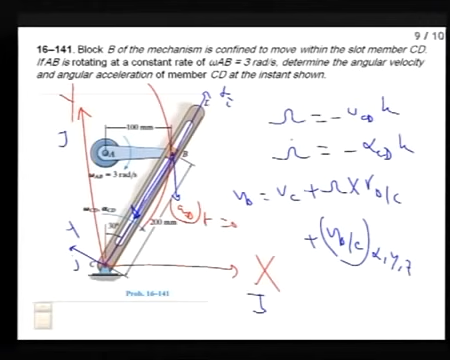 9 / 10
16–141. Block B of the mechanism is confined to move within the slot member CD.
If AB is rotating at a constant rate of ωAB = 3 rad/s, determine the angular velocity
and angular acceleration of member CD at the instant shown.
Y
J
100 mm
A
B
ωAB = 3 rad/s
ωCD, αCD
30°
200 mm
C
X
Prob. 16–141
Ω = −ωCD k
Ω̇ = −αCD k
vB = vC + Ω × rB/C
+ (vB/C)x,y,z